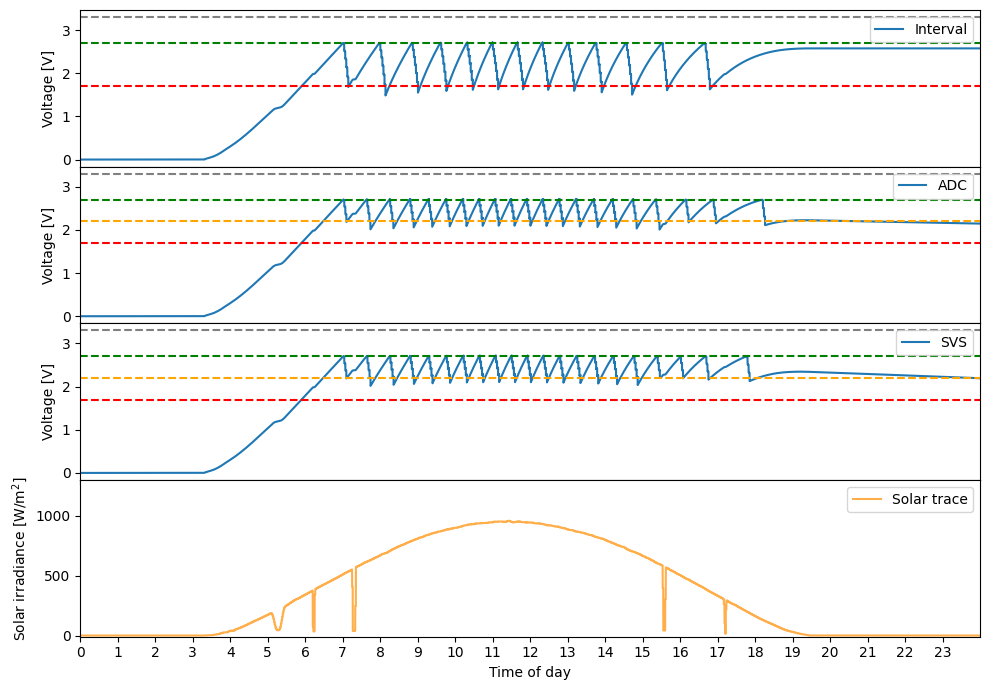 Voltage [V]
3
2
1
0
Interval
Voltage [V]
3
2
1
0
ADC
Voltage [V]
3
2
1
0
SVS
Solar irradiance [W/m²]
1000
500
0
Solar trace
0 1 2 3 4 5 6 7 8 9 10 11 12 13 14 15 16 17 18 19 20 21 22 23
Time of day